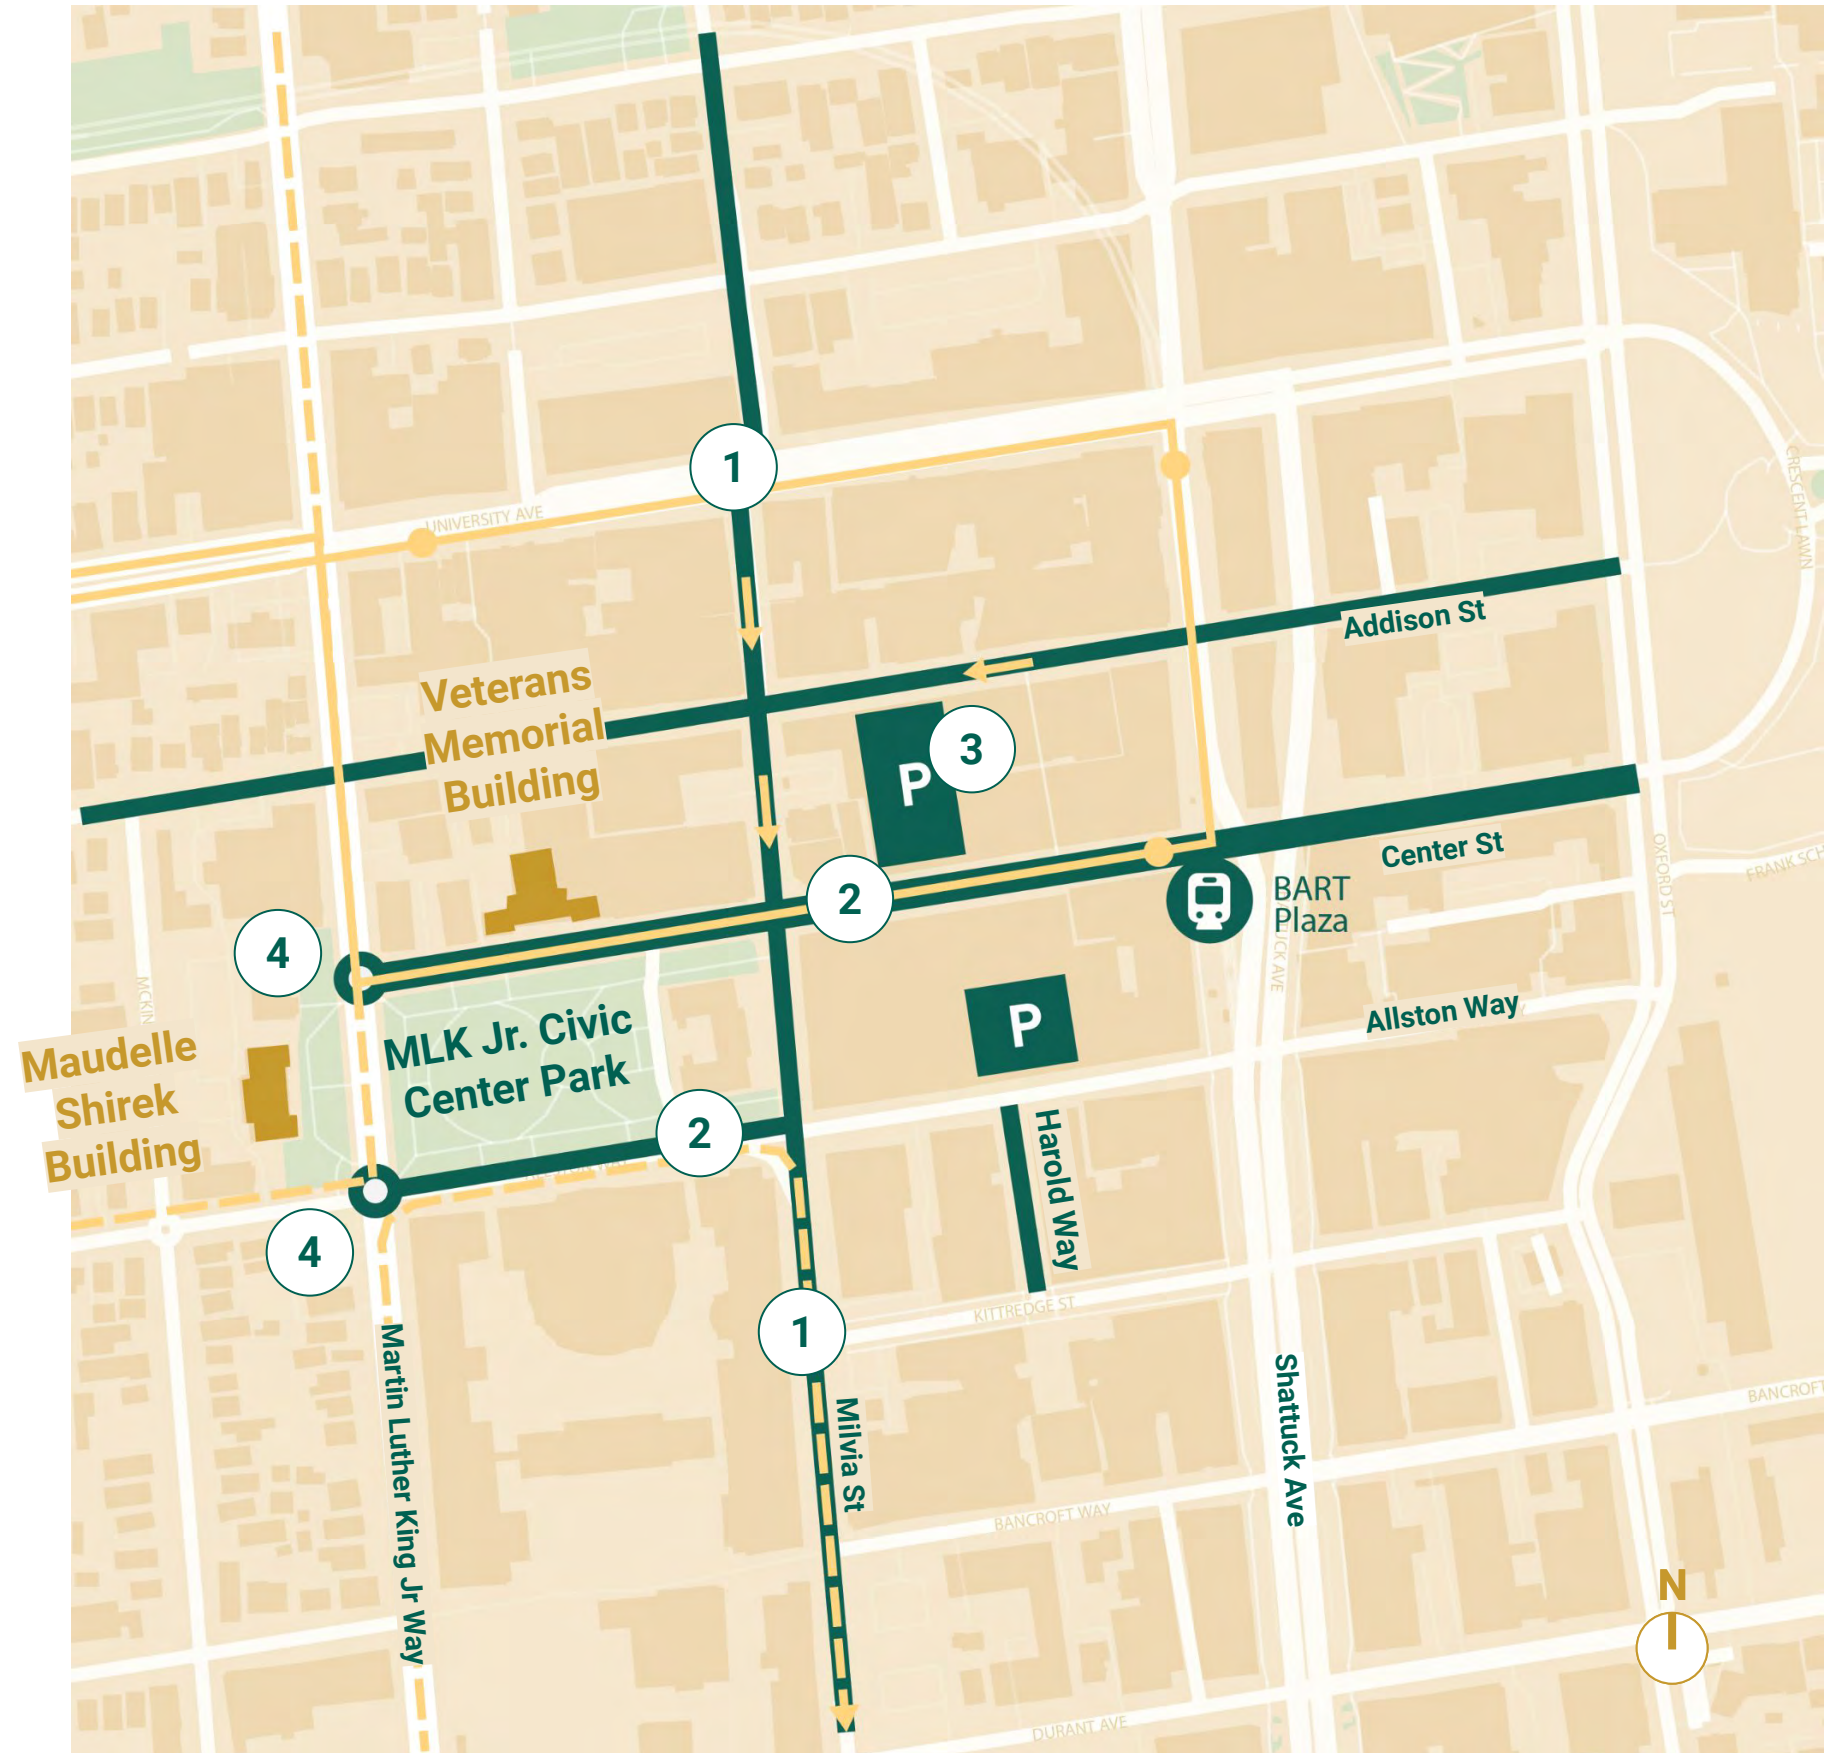 1
UNIVERSITY AVE
CRESCENT LAWN
Addison St
Veterans
Memorial
Building
P
3
Center St
OXFORD ST
2
BART
Plaza
4
MLK Jr. Civic
Center Park
P
Allston Way
Maudelle
Shirek
Building
2
Harold Way
4
KITTREDGE ST
1
Martin Luther King Jr Way
Milvia St
Shattuck Ave
BANCROFT
BANCROFT WAY
N
DURANT AVE